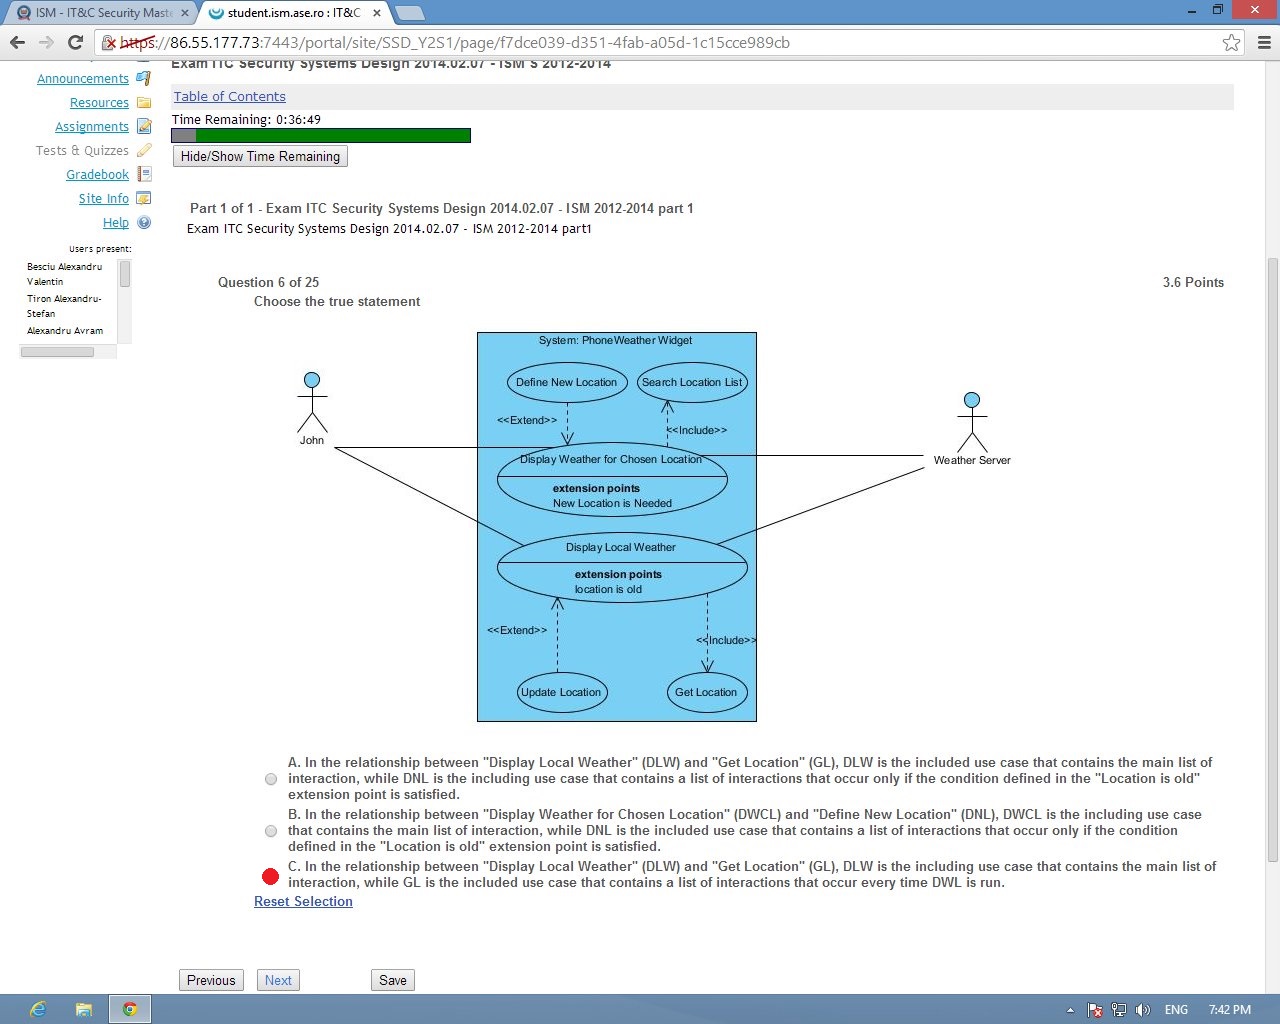 ISM - IT&C Security Maste
student.ism.ase.ro : IT&C
https://86.55.177.73:7443/portal/site/SSD_Y2S1/page/f7dce039-d351-4fab-a05d-1c15cce989cb
Exam ITC Security Systems Design 2014.02.07 - ISM S 2012-2014
Announcements
Resources
Assignments
Tests & Quizzes
Gradebook
Site Info
Help
Users present:
Besciu Alexandru
Valentin
Tiron Alexandru-
Stefan
Alexandru Avram
Table of Contents
Time Remaining: 0:36:49
Hide/Show Time Remaining
Part 1 of 1 - Exam ITC Security Systems Design 2014.02.07 - ISM 2012-2014 part 1
Exam ITC Security Systems Design 2014.02.07 - ISM 2012-2014 part1
Question 6 of 25
3.6 Points
Choose the true statement
System: PhoneWeather Widget
Define New Location
Search Location List
<<Extend>>
<<Include>>
John
Weather Server
Display Weather for Chosen Location
extension points
New Location is Needed
Display Local Weather
extension points
location is old
<<Extend>>
<<Include>>
Update Location
Get Location
A. In the relationship between "Display Local Weather" (DLW) and "Get Location" (GL), DLW is the included use case that contains the main list of
interaction, while DNL is the including use case that contains a list of interactions that occur only if the condition defined in the "Location is old"
extension point is satisfied.
B. In the relationship between "Display Weather for Chosen Location" (DWCL) and "Define New Location" (DNL), DWCL is the including use case
that contains the main list of interaction, while DNL is the included use case that contains a list of interactions that occur only if the condition
defined in the "Location is old" extension point is satisfied.
C. In the relationship between "Display Local Weather" (DLW) and "Get Location" (GL), DLW is the including use case that contains the main list of
interaction, while GL is the included use case that contains a list of interactions that occur every time DWL is run.
Reset Selection
Previous
Next
Save
ENG
7:42 PM